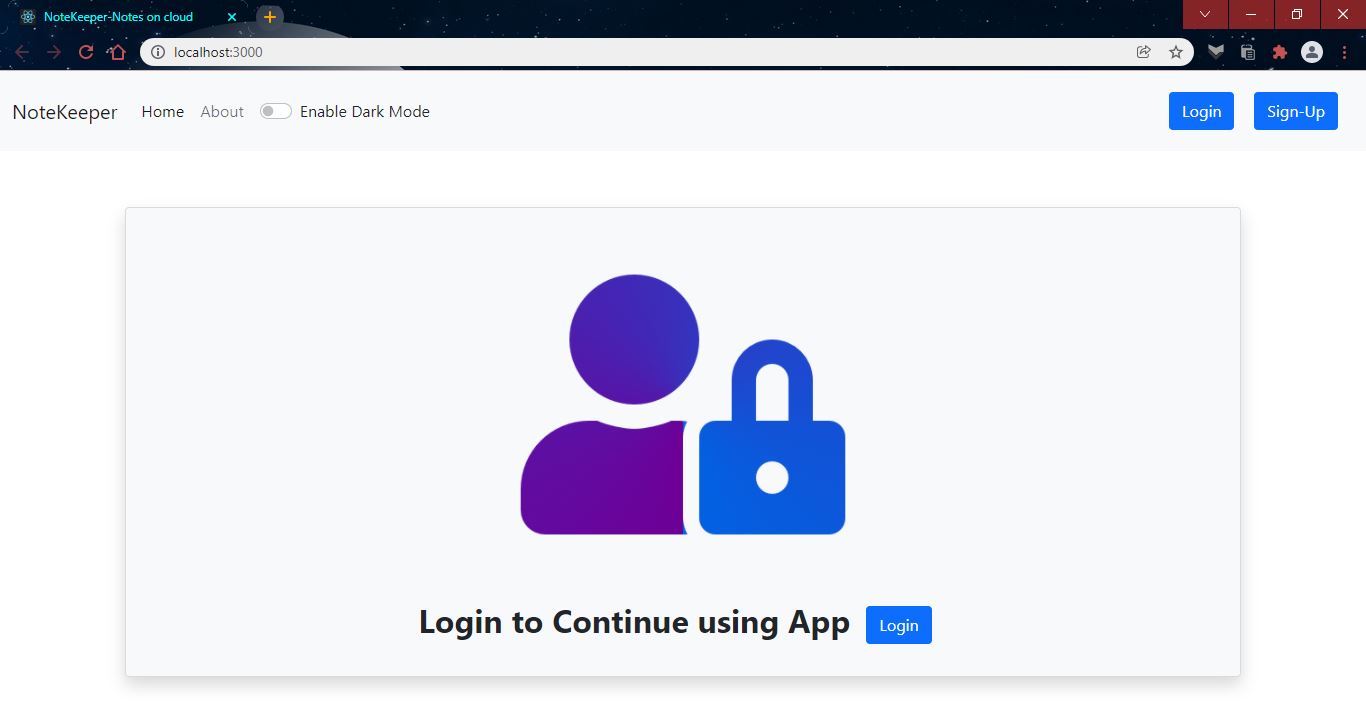 NoteKeeper-Notes on cloud
localhost:3000
NoteKeeper Home About Enable Dark Mode Login Sign-Up
Login to Continue using App Login